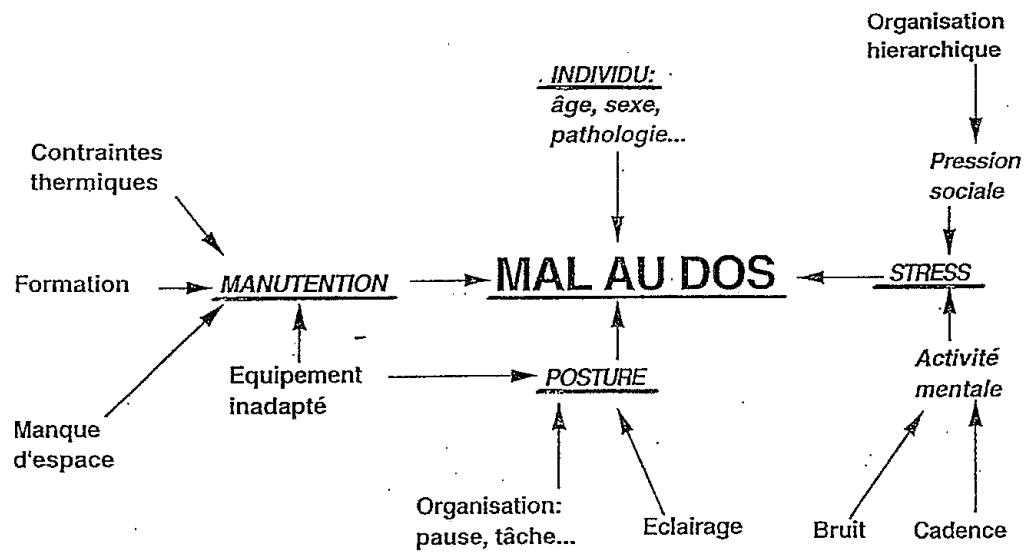 Organisation
hierarchique
INDIVIDU:
âge, sexe,
pathologie...
Contraintes
thermiques
Pression
sociale
Formation
MANUTENTION
MAL AU DOS
STRESS
Equipement
inadapté
POSTURE
Activité
mentale
Manque
d'espace
Organisation:
pause, tâche...
Eclairage
Bruit
Cadence